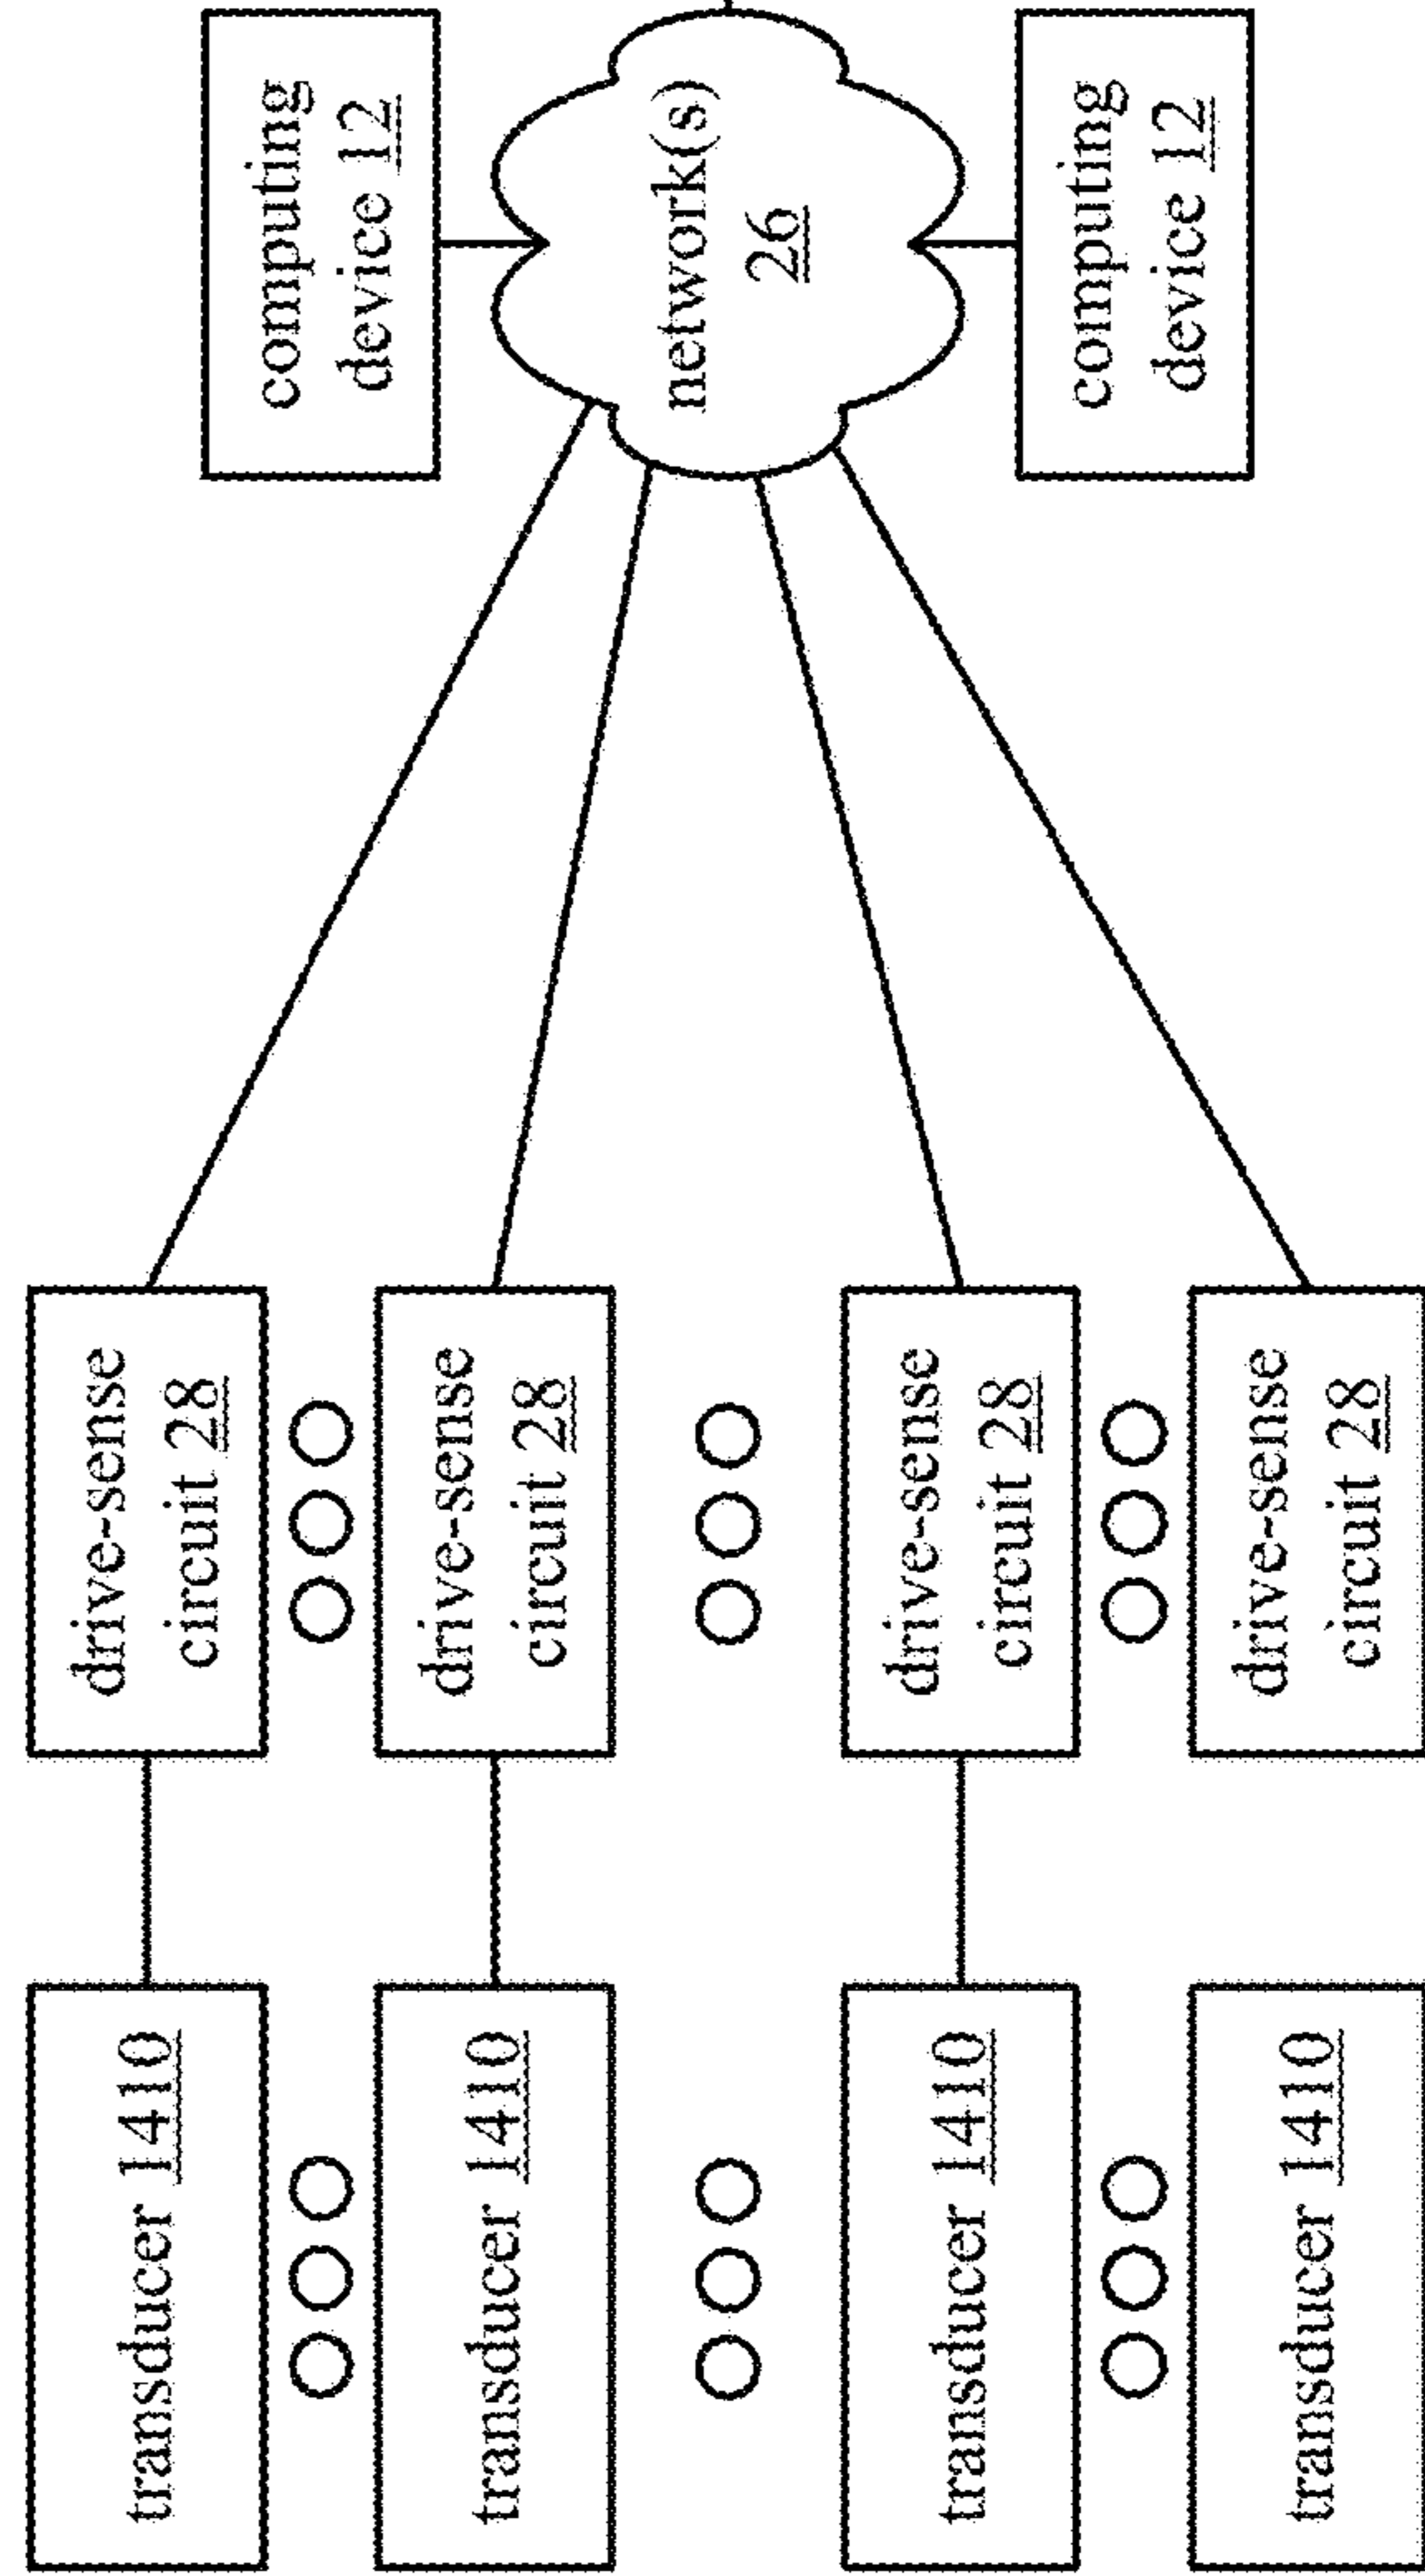 computing
device 12
network(s)
26
computing
device 12
drive-sense
circuit 28
drive-sense
circuit 28
drive-sense
circuit 28
drive-sense
circuit 28
transducer 1410
transducer 1410
transducer 1410
transducer 1410